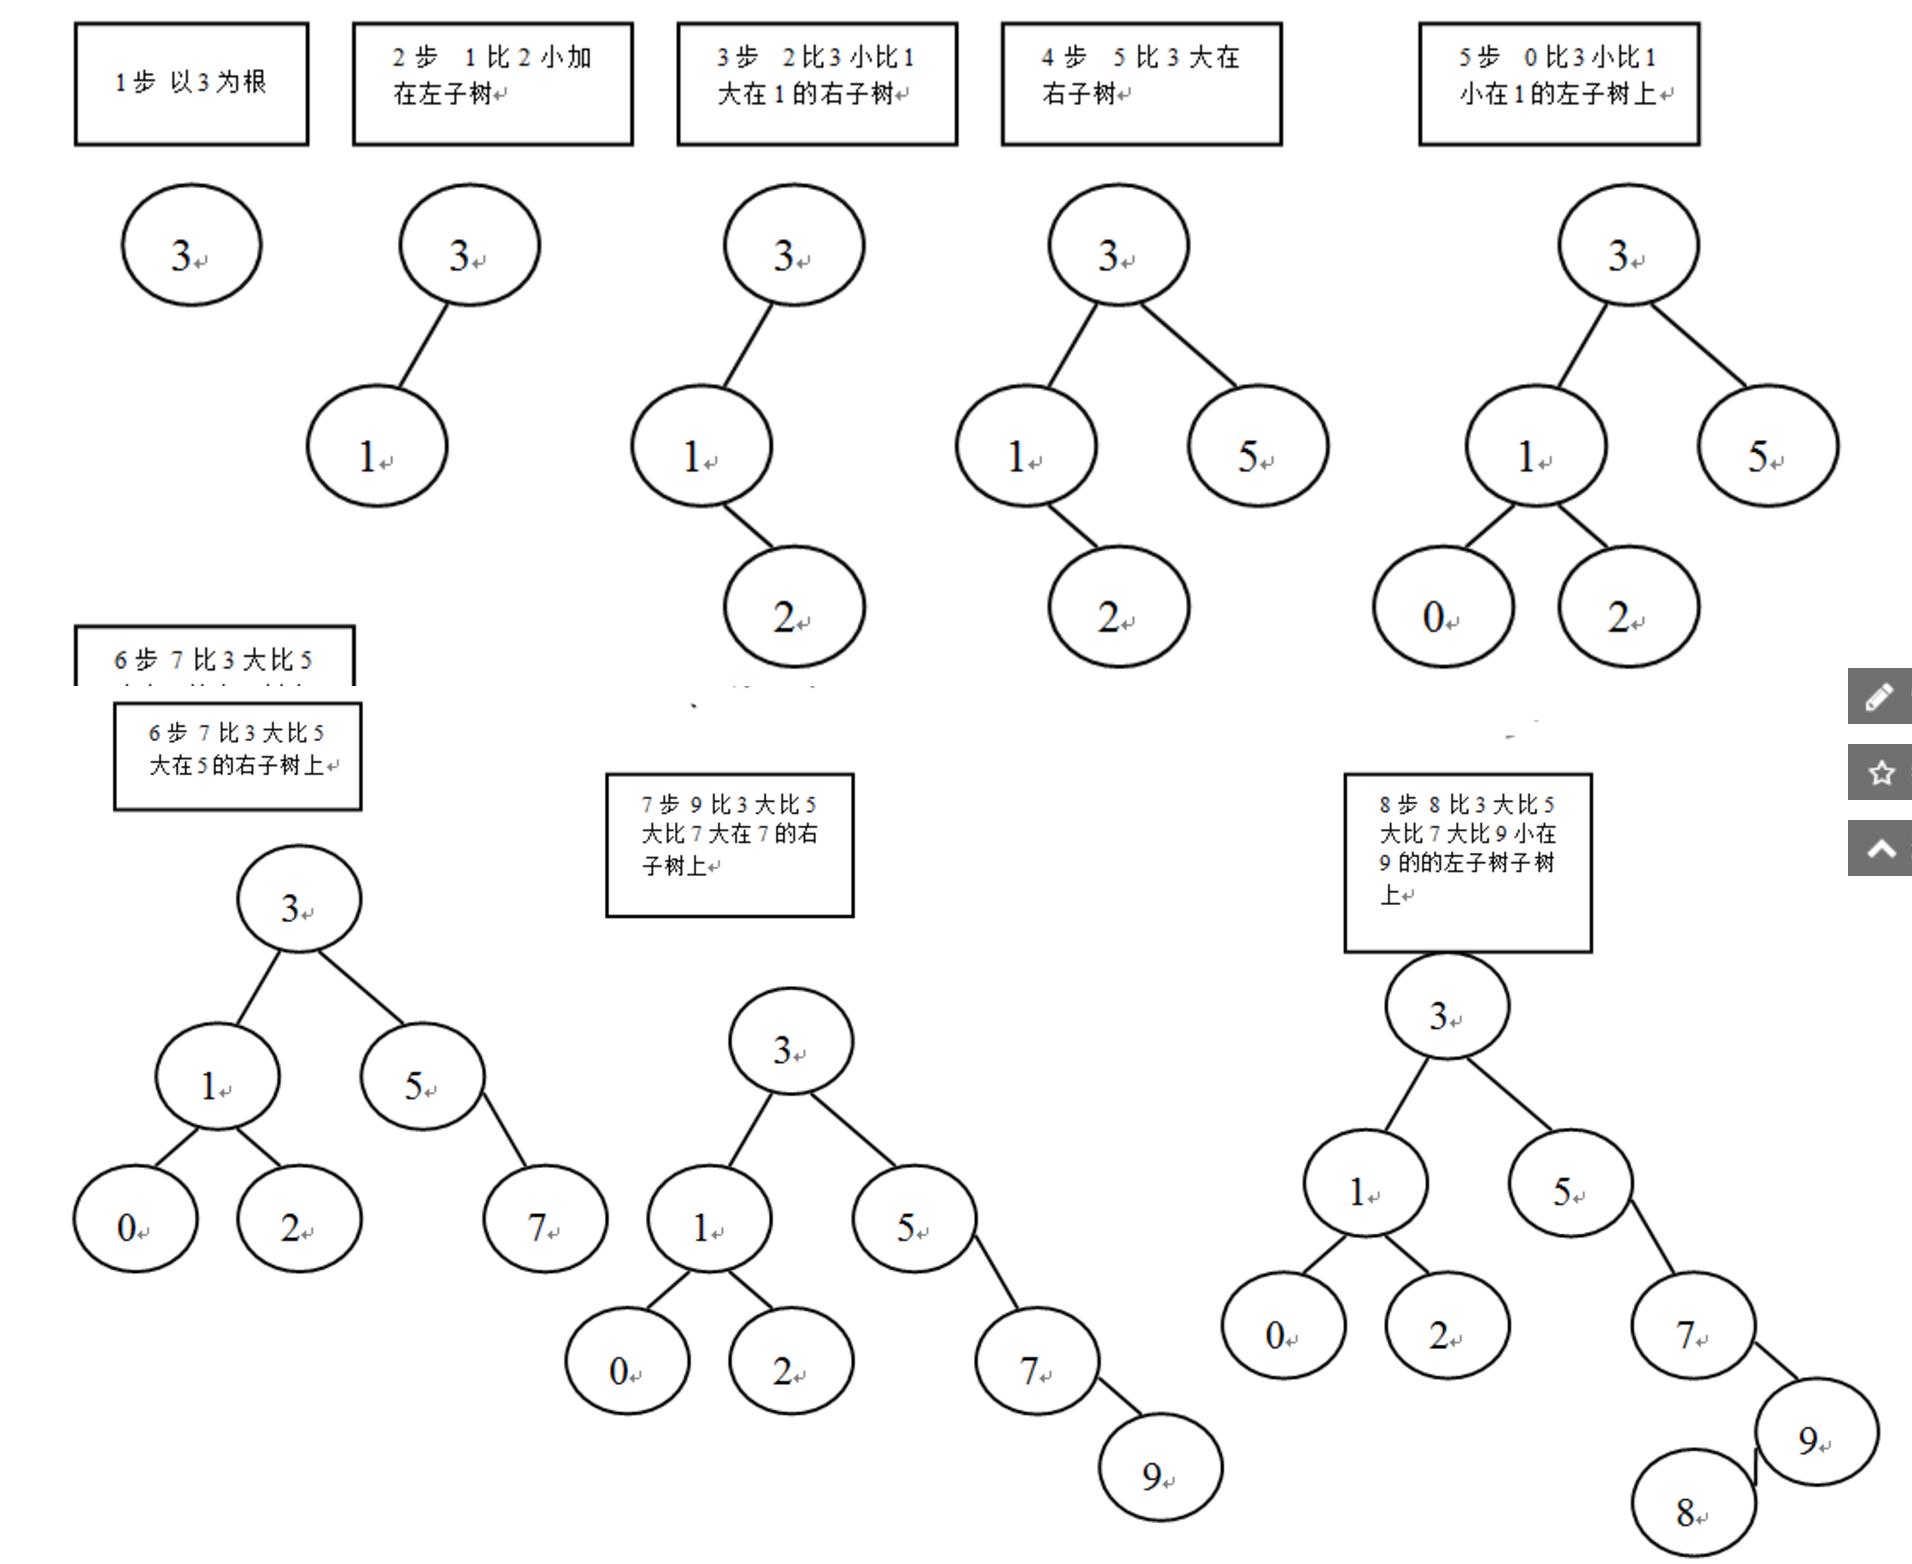 1步 以3为根
2步 1比2小加
在左子树
3步 2比3小比1
大在1的右子树
4步 5比3大在
右子树
5步 0比3小比1
小在1的左子树上
3
3
1
3
1
2
3
1
5
2
3
1
5
0
2
6步 7比3大比5
6步 7比3大比5
大在5的右子树上
3
1
5
0
2
7
7步 9比3大比5
大比7大在7的右
子树上
3
1
5
0
2
7
9
8步 8比3大比5
大比7大比9小在
9的的左子树子树
上
3
1
5
0
2
7
9
8